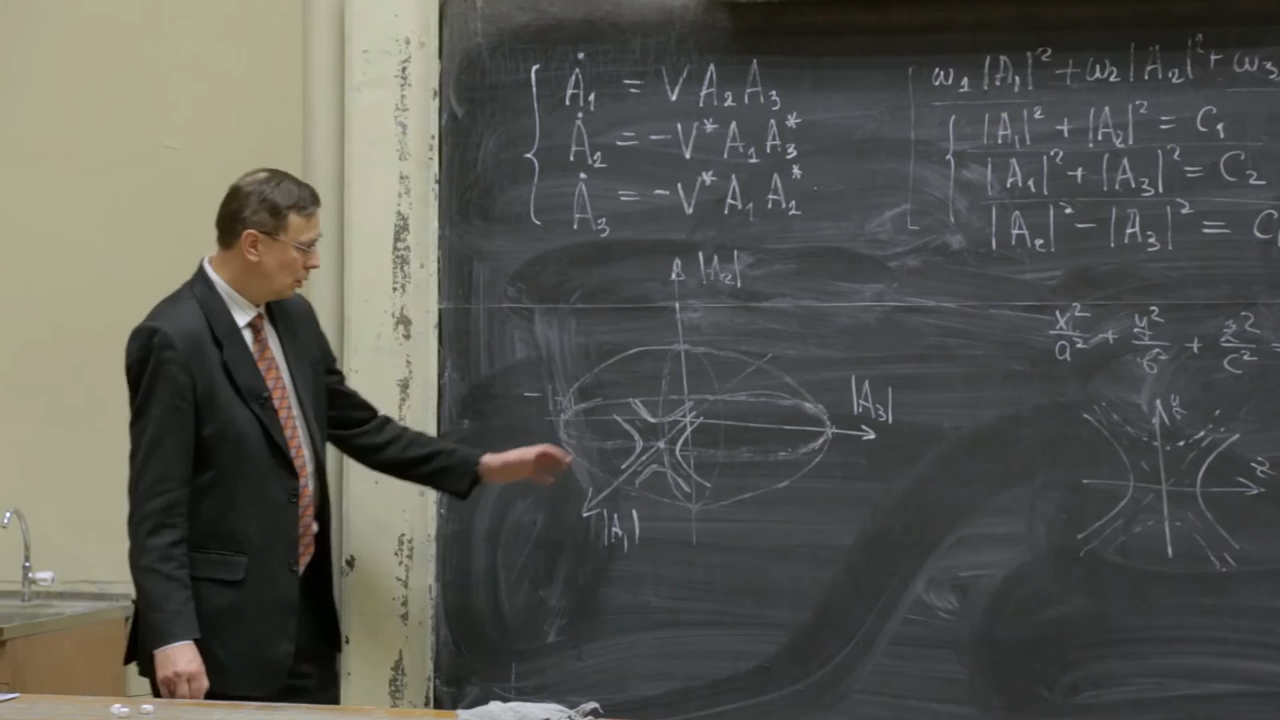 Ȧ₁ = V A₂ A₃
Ȧ₂ = -V* A₁ A₃*
Ȧ₃ = -V* A₁ A₂*
ω₁ |A₁|² + ω₂ |A₂|² + ω₃
|A₁|² + |A₂|² = C₁
|A₁|² + |A₃|² = C₂
|A₂|² - |A₃|² = C
|A₂|
|A₃|
|A₁|
x²/a² + y²/б² + z²/c² =
y